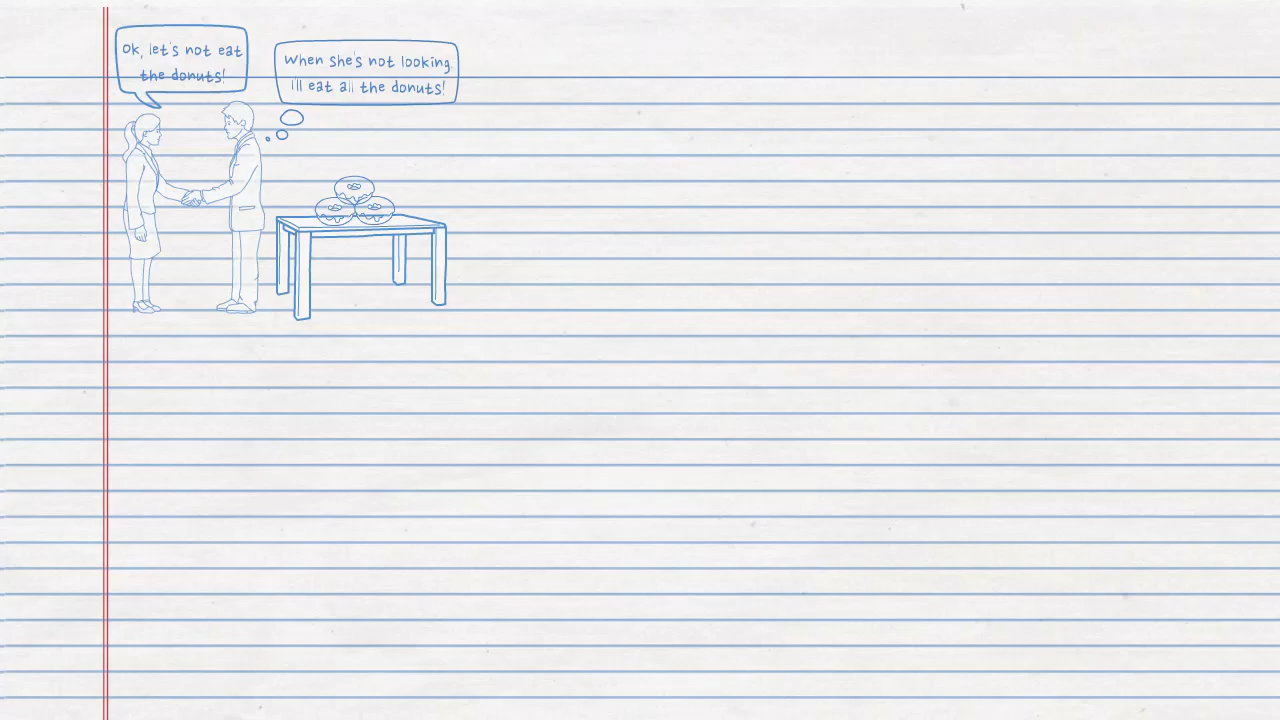 Ok, let's not eat
the donuts!
When she's not looking
I'll eat all the donuts!